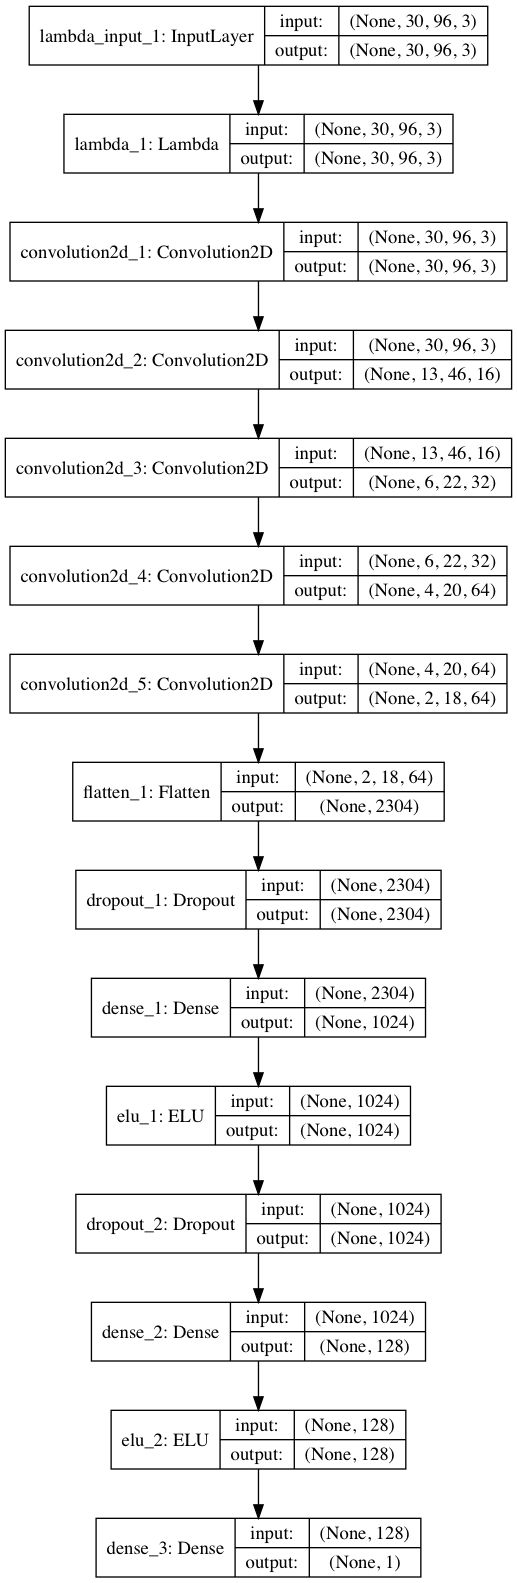 lambda_input_1: InputLayer
input: (None, 30, 96, 3)
output: (None, 30, 96, 3)
lambda_1: Lambda
input: (None, 30, 96, 3)
output: (None, 30, 96, 3)
convolution2d_1: Convolution2D
input: (None, 30, 96, 3)
output: (None, 30, 96, 3)
convolution2d_2: Convolution2D
input: (None, 30, 96, 3)
output: (None, 13, 46, 16)
convolution2d_3: Convolution2D
input: (None, 13, 46, 16)
output: (None, 6, 22, 32)
convolution2d_4: Convolution2D
input: (None, 6, 22, 32)
output: (None, 4, 20, 64)
convolution2d_5: Convolution2D
input: (None, 4, 20, 64)
output: (None, 2, 18, 64)
flatten_1: Flatten
input: (None, 2, 18, 64)
output: (None, 2304)
dropout_1: Dropout
input: (None, 2304)
output: (None, 2304)
dense_1: Dense
input: (None, 2304)
output: (None, 1024)
elu_1: ELU
input: (None, 1024)
output: (None, 1024)
dropout_2: Dropout
input: (None, 1024)
output: (None, 1024)
dense_2: Dense
input: (None, 1024)
output: (None, 128)
elu_2: ELU
input: (None, 128)
output: (None, 128)
dense_3: Dense
input: (None, 128)
output: (None, 1)